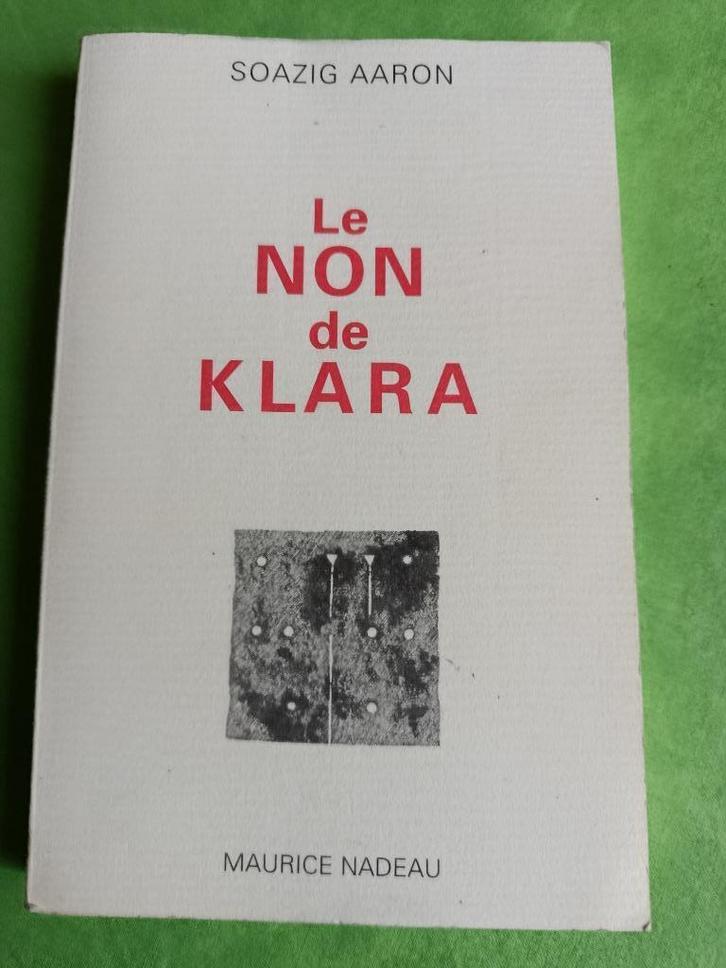 SOAZIG AARON
Le
NON
de
KLARA
MAURICE NADEAU